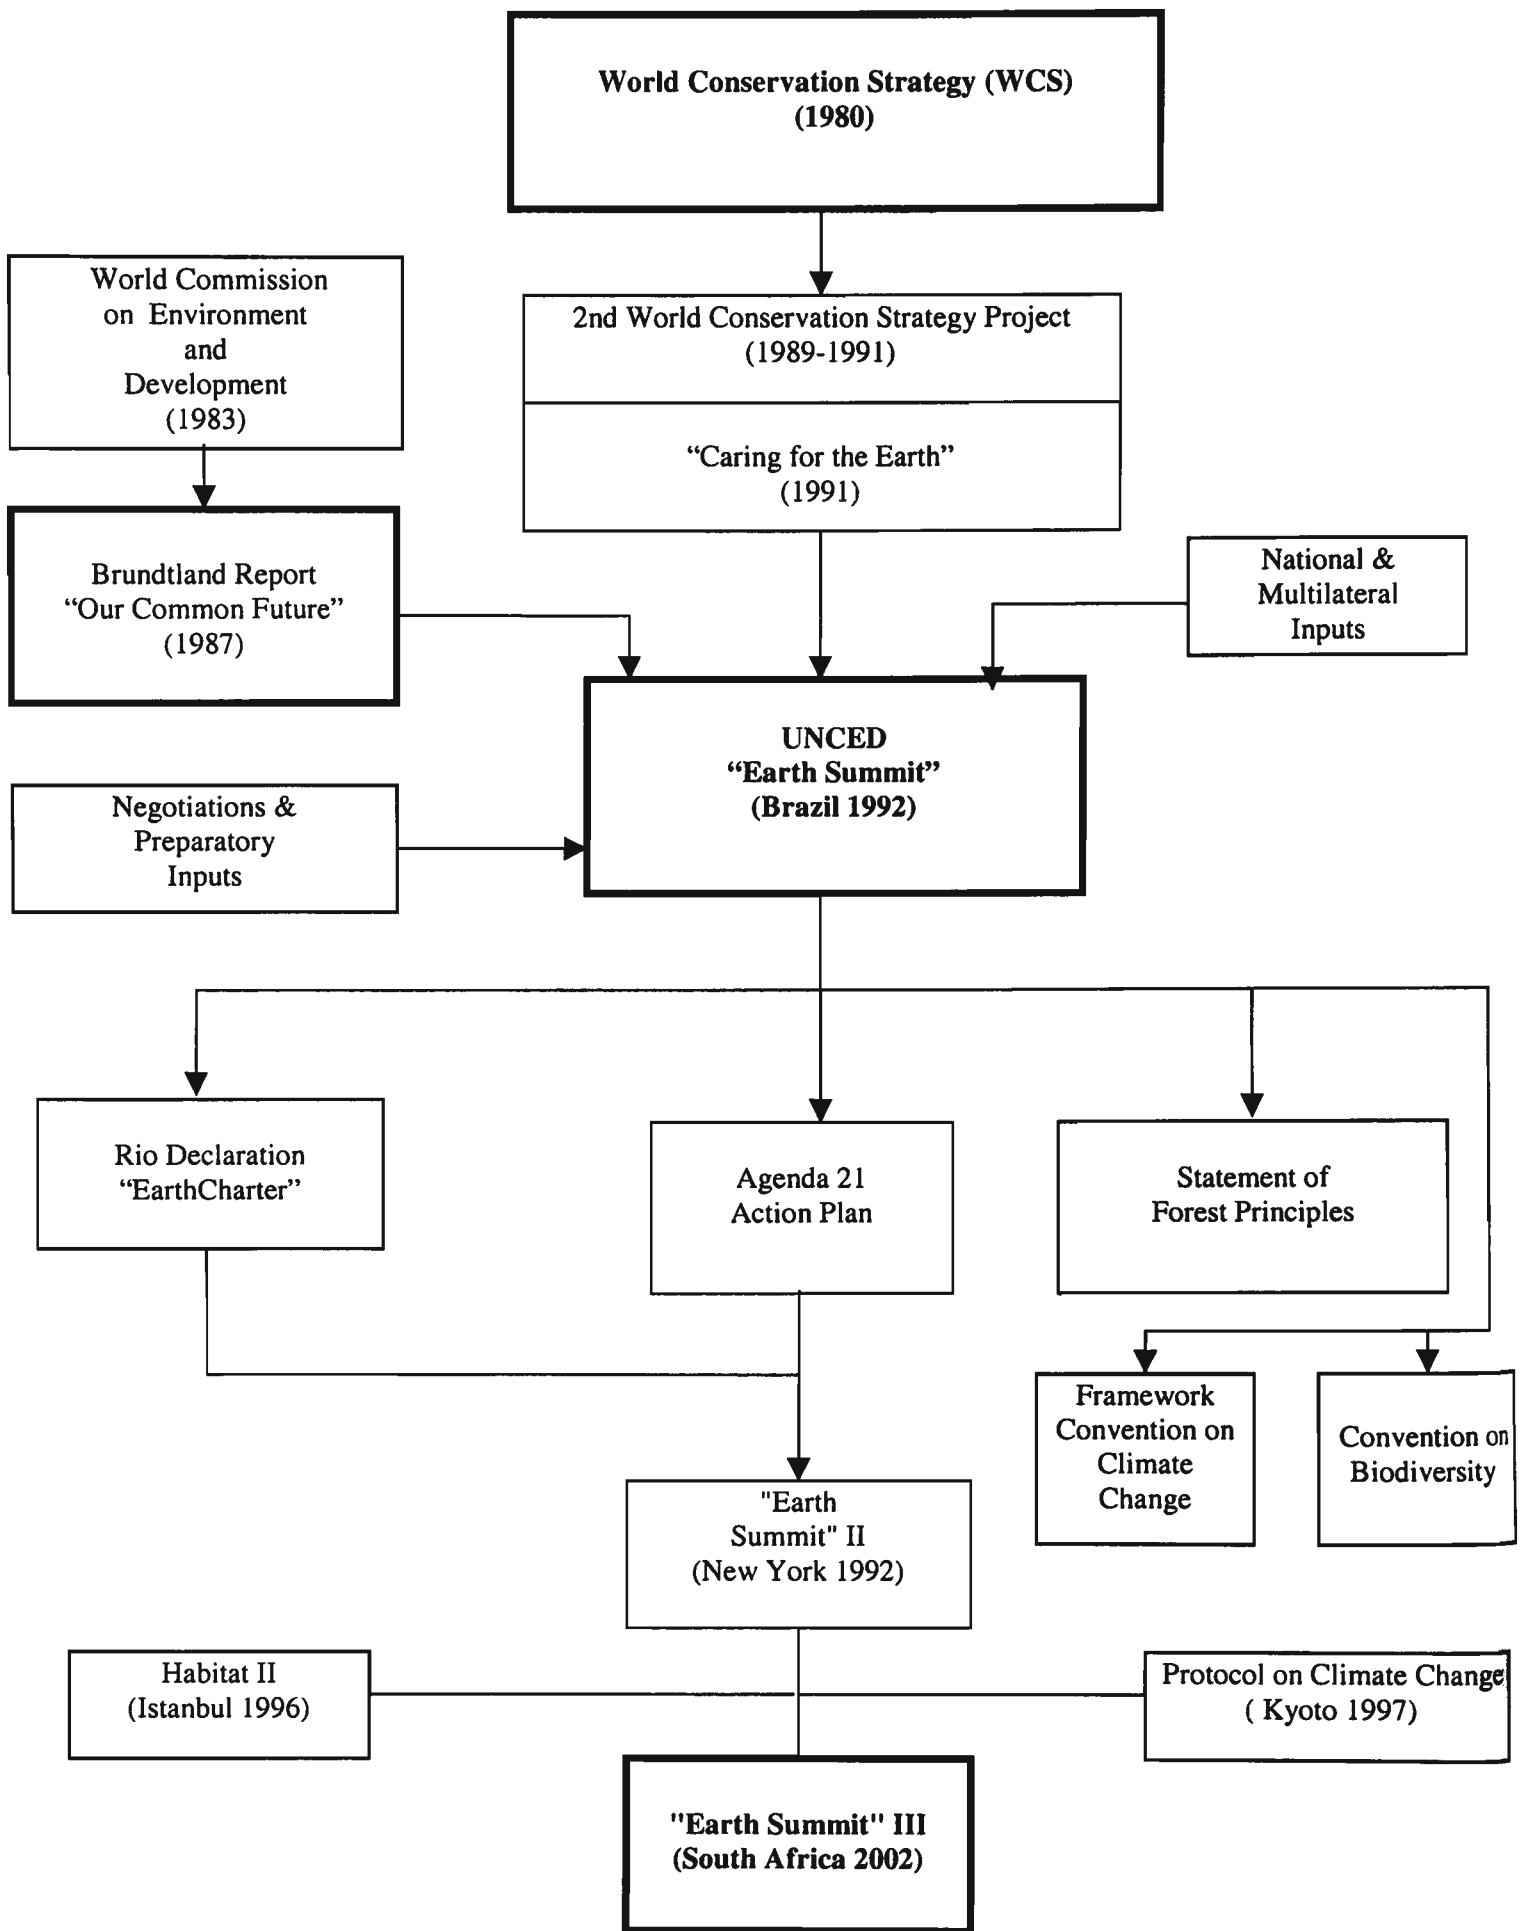 World Conservation Strategy (WCS)
(1980)
World Commission
on Environment
and
Development
(1983)
2nd World Conservation Strategy Project
(1989-1991)
“Caring for the Earth”
(1991)
Brundtland Report
“Our Common Future”
(1987)
National &
Multilateral
Inputs
UNCED
“Earth Summit”
(Brazil 1992)
Negotiations &
Preparatory
Inputs
Rio Declaration
“EarthCharter”
Agenda 21
Action Plan
Statement of
Forest Principles
Framework
Convention on
Climate
Change
Convention on
Biodiversity
"Earth
Summit" II
(New York 1992)
Habitat II
(Istanbul 1996)
Protocol on Climate Change
( Kyoto 1997)
"Earth Summit" III
(South Africa 2002)